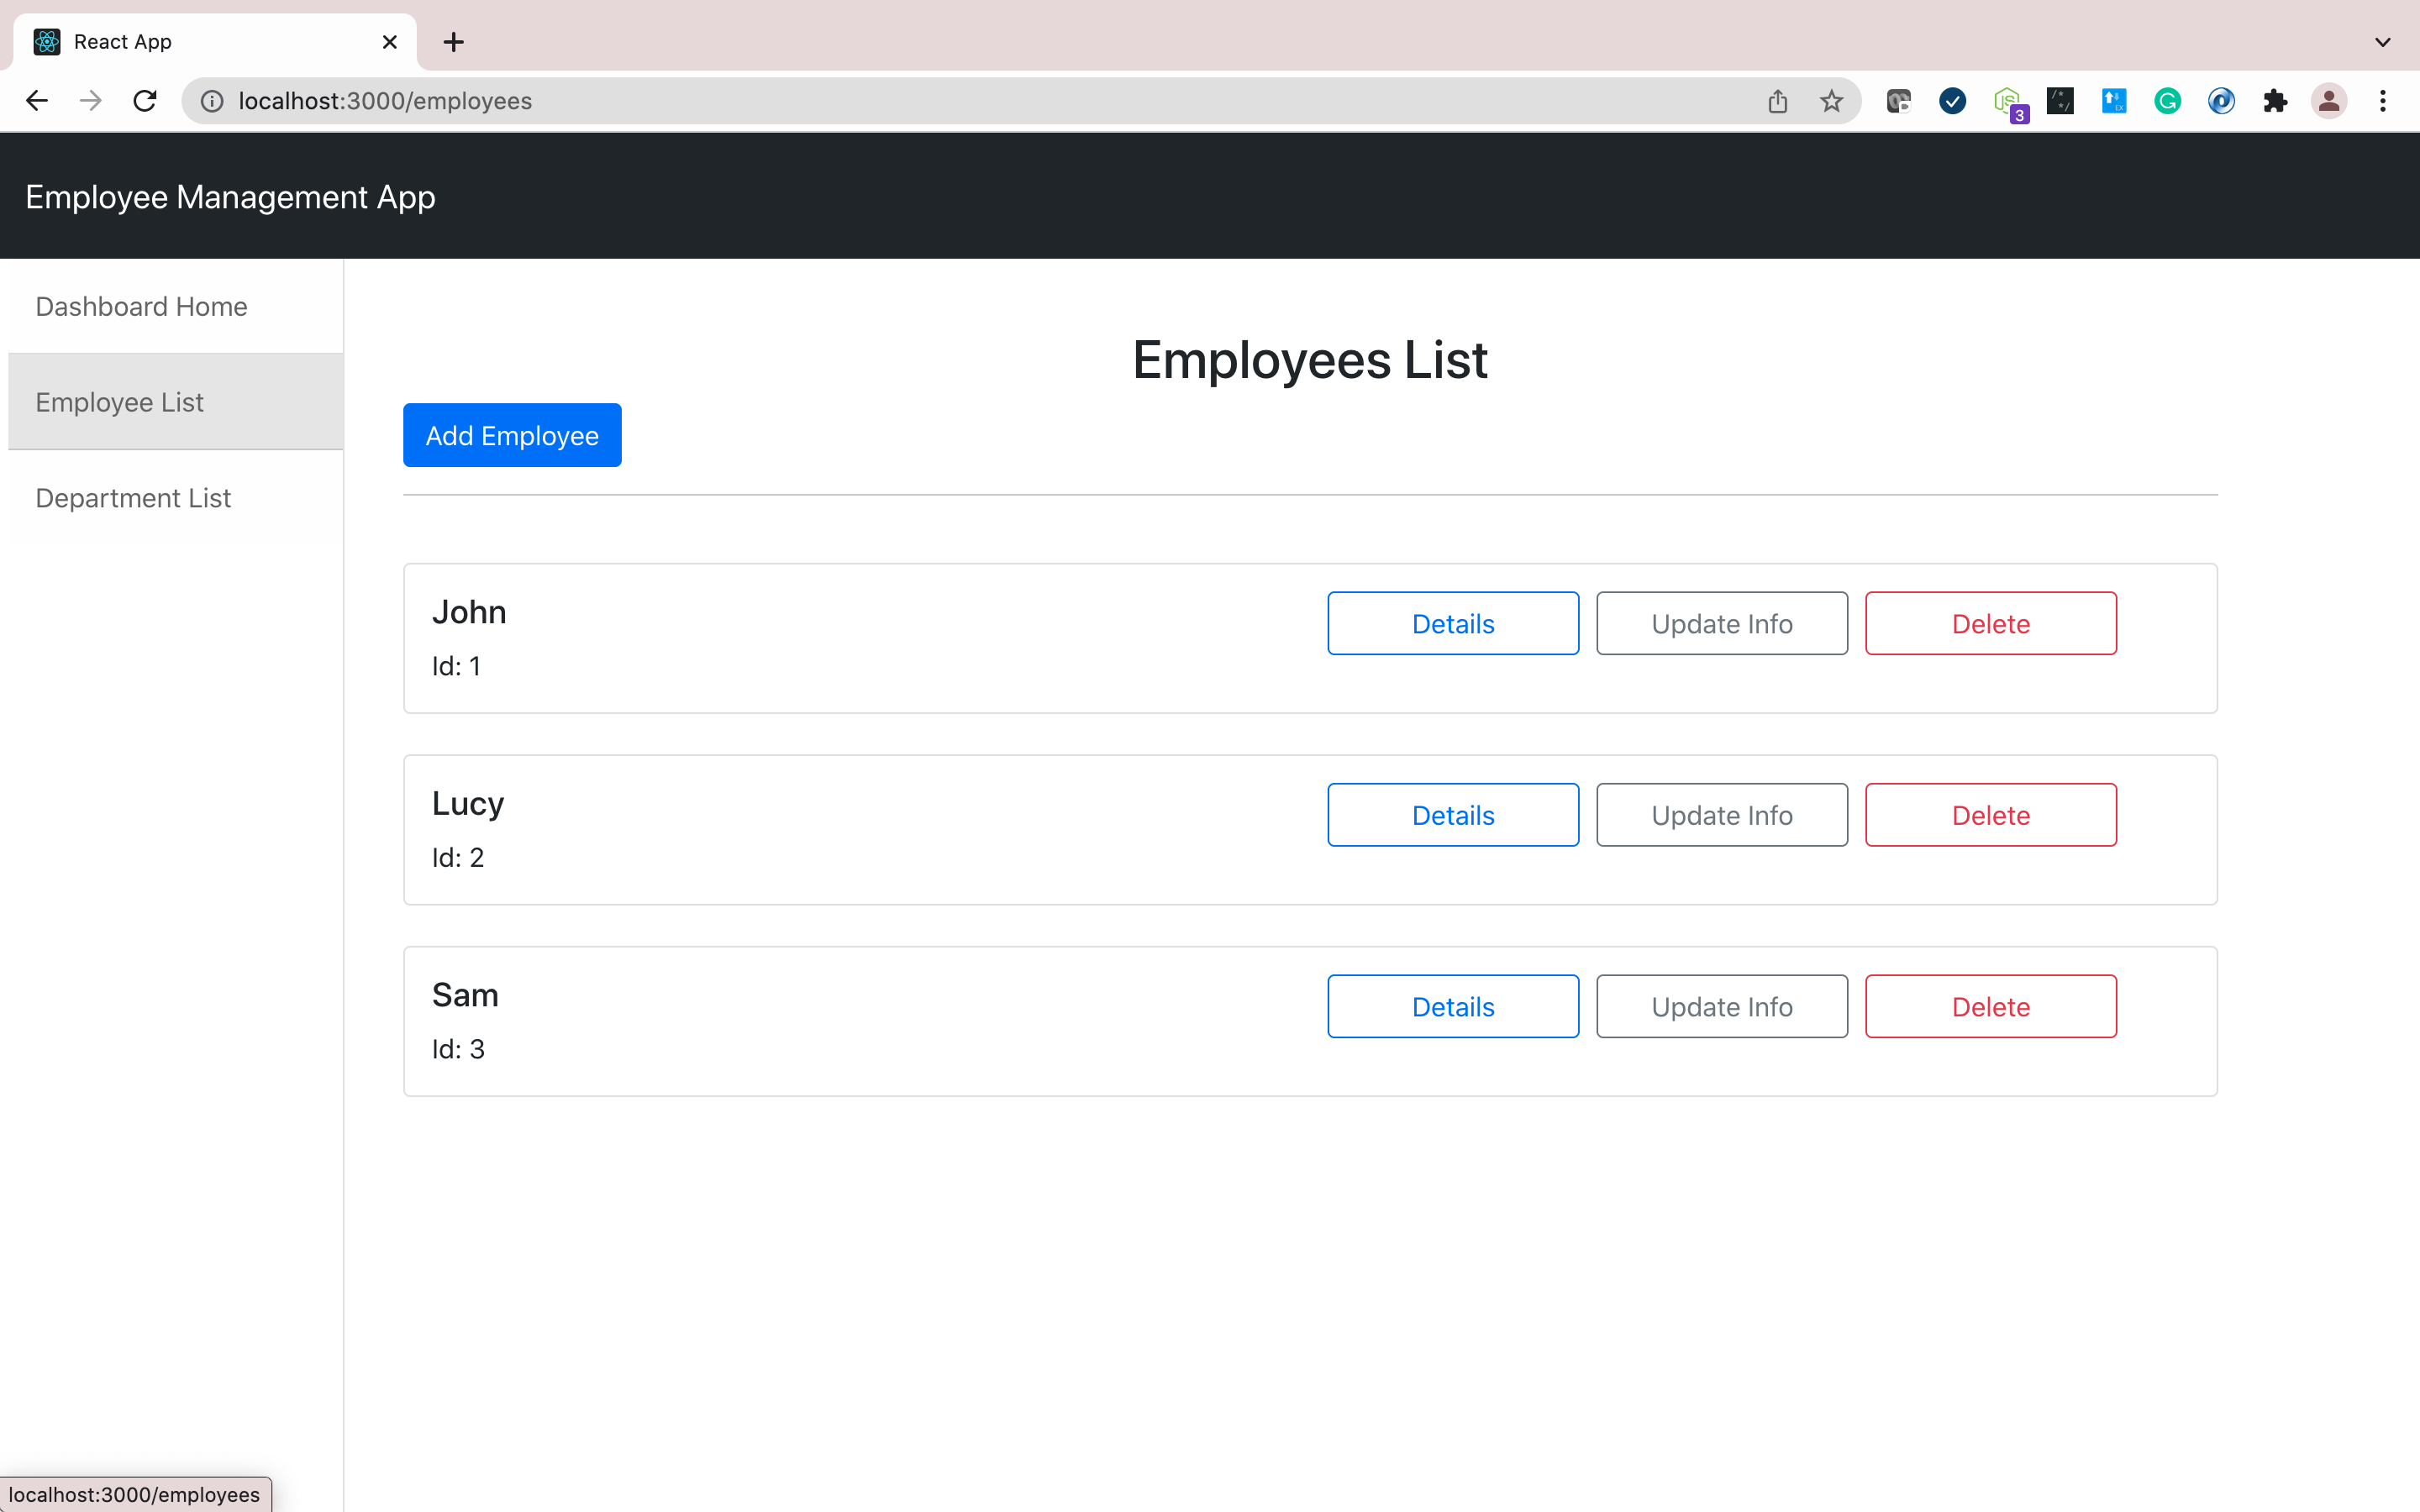 React App
localhost:3000/employees
3
Employee Management App
Dashboard Home
Employee List
Department List
Employees List
Add Employee
John
Id: 1
Details
Update Info
Delete
Lucy
Id: 2
Details
Update Info
Delete
Sam
Id: 3
Details
Update Info
Delete
localhost:3000/employees